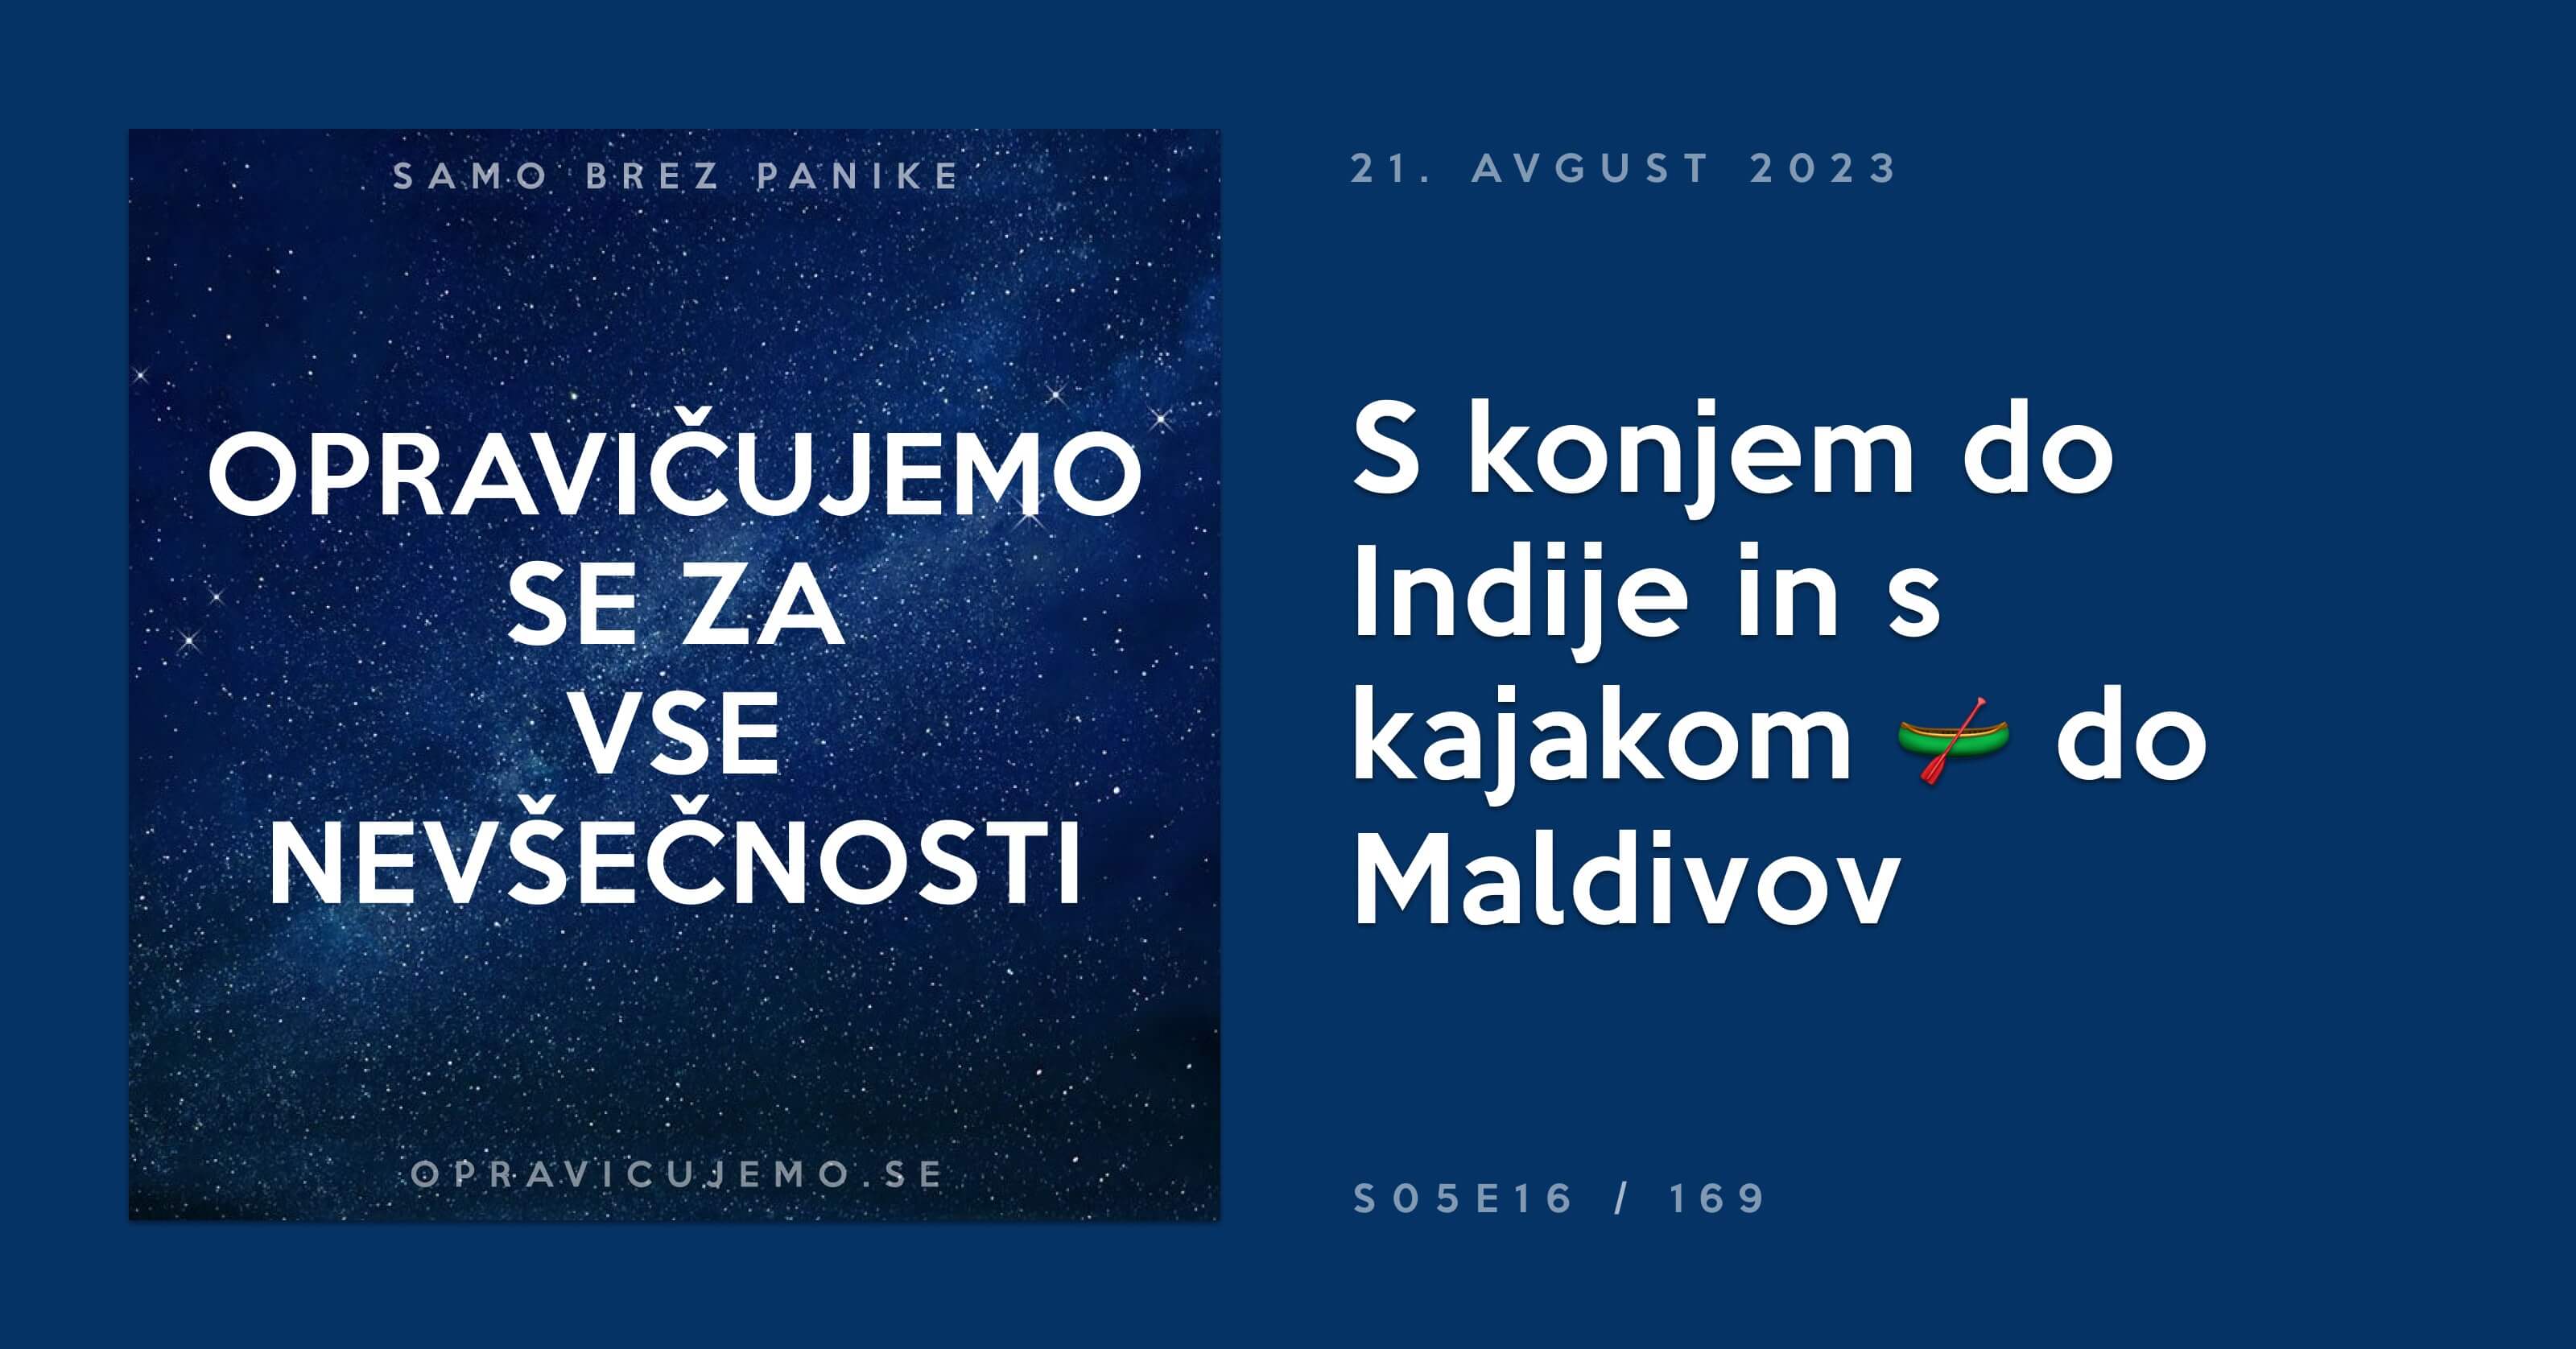 SAMO BREZ PANIKE
OPRAVIČUJEMO
SE ZA
VSE
NEVŠEČNOSTI
OPRAVICUJEMO.SE
21. AVGUST 2023
S konjem do
Indije in s
kajakom 🛶 do
Maldivov
S05E16 / 169